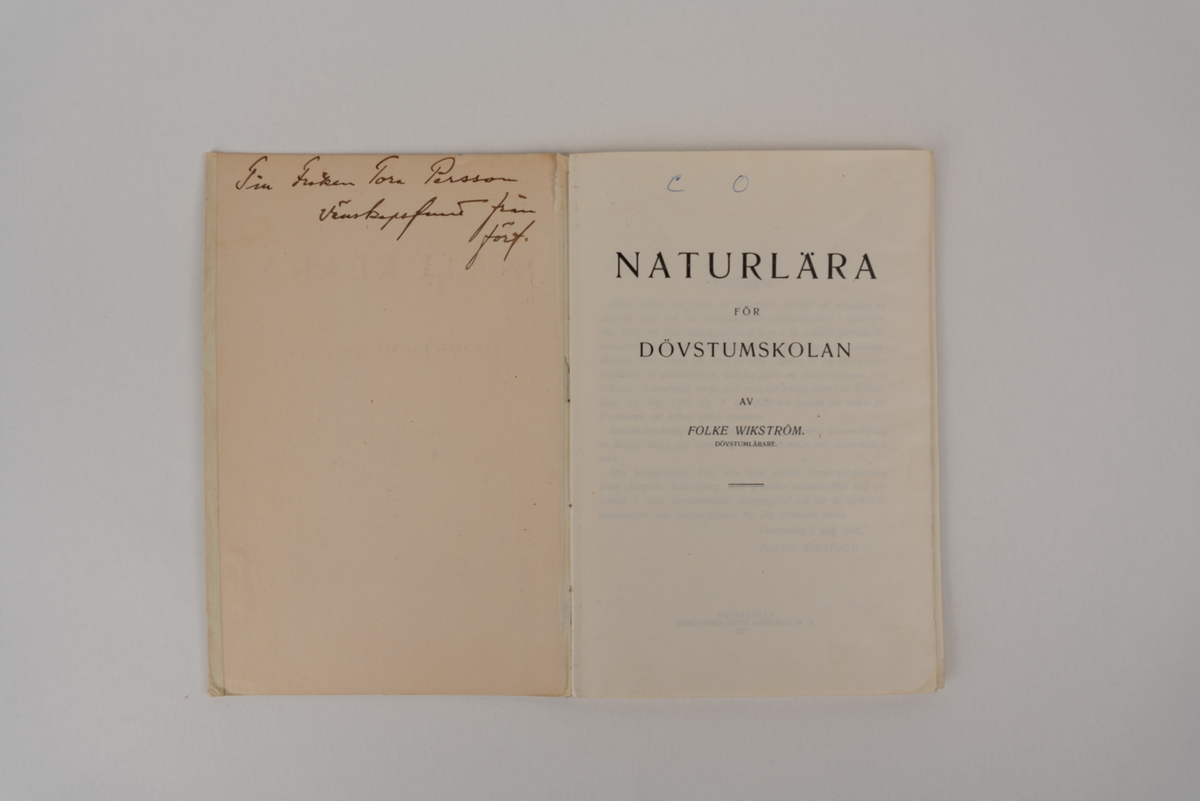 Till Fröken Tora Persson
Vänskapsfullt från
förf.
C O
NATURLÄRA
FÖR
DÖVSTUMSKOLAN
AV
FOLKE WIKSTRÖM.
DÖVSTUMLÄRARE.